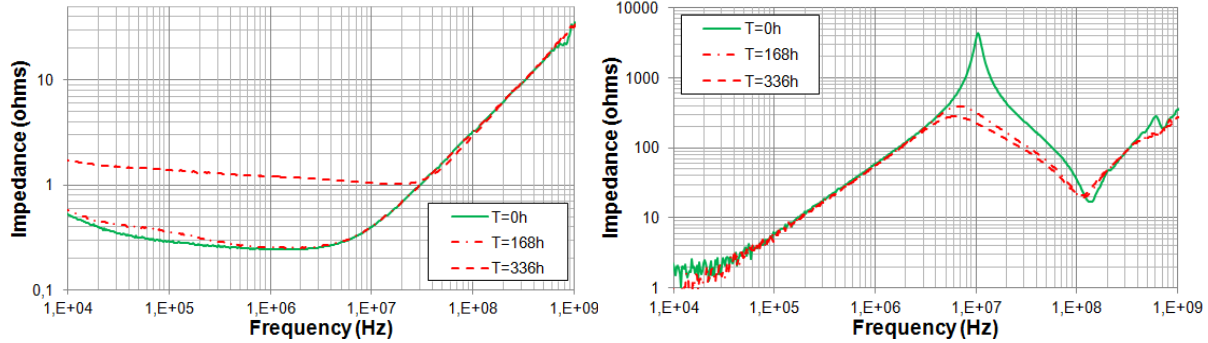 Impedance (ohms)
10
1
0,1
T=0h
T=168h
T=336h
1,E+04 1,E+05 1,E+06 1,E+07 1,E+08 1,E+09
Frequency (Hz)
Impedance (ohms)
10000
1000
100
10
1
T=0h
T=168h
T=336h
1,E+04 1,E+05 1,E+06 1,E+07 1,E+08 1,E+09
Frequency (Hz)